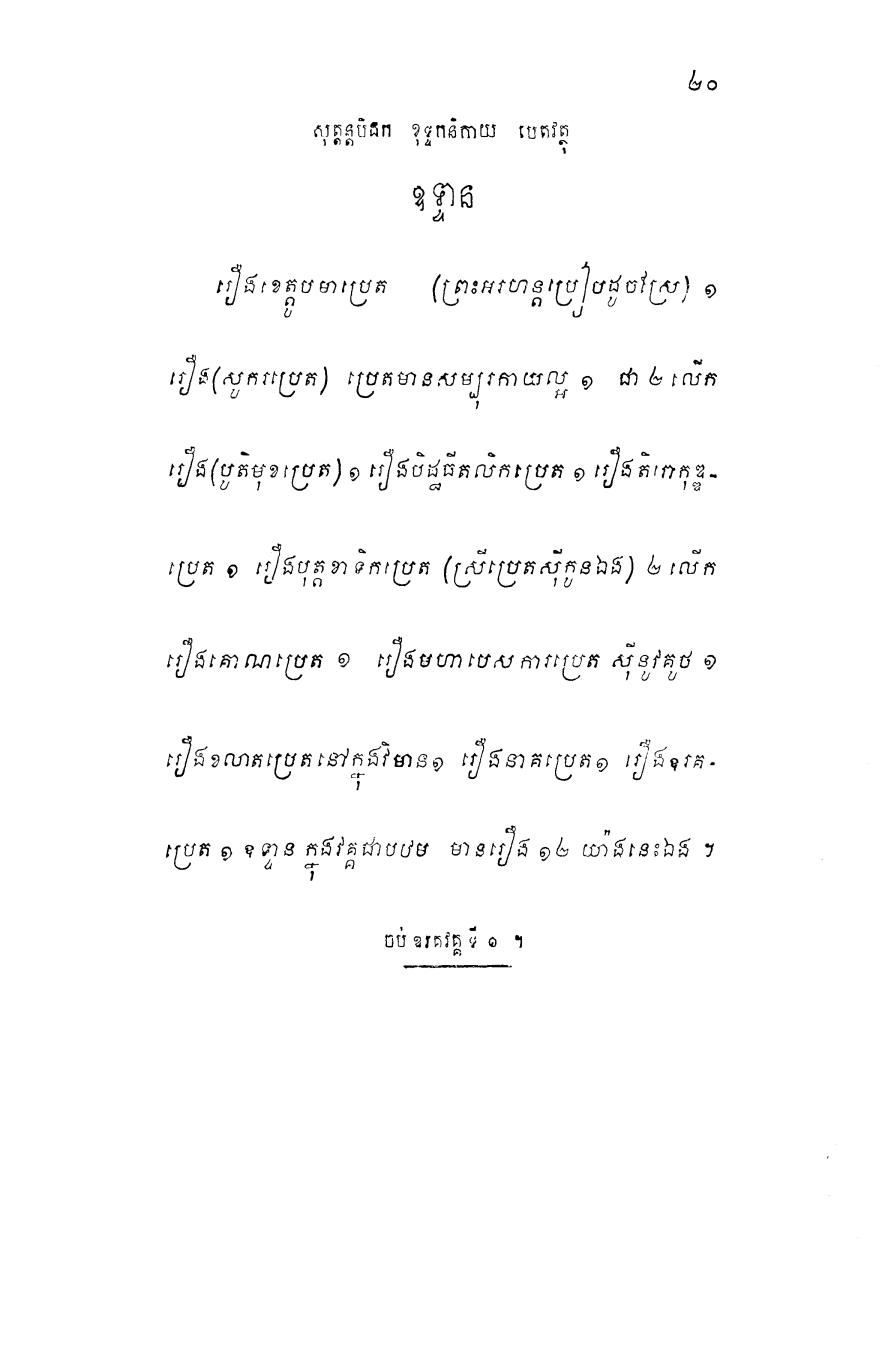 ២០
សុត្តន្តបិដក ខុទ្ទកនិកាយ បេតវត្ថុ
ឧទ្ទាន
រឿងខេត្តូបមាប្រេត (ព្រះអរហន្តប្រៀបដូចស្រែ) ១
រឿង(សូករប្រេត) ប្រេតមានសម្បុរកាយល្អ ១ ជា ២ លើក
រឿង(បូតិមុខប្រេត) ១ រឿងបិដ្ឋធីតលិកប្រេត ១ រឿងតិរោកុឌ្ឌ-
ប្រេត ១ រឿងបុត្តខាទិកប្រេត (ស្រីប្រេតស៊ីកូនឯង) ២ លើក
រឿងគោណប្រេត ១ រឿងមហាបេសការប្រេត ស៊ីនូវគូថ ១
រឿងខលាតប្រេតនៅក្នុងវិមាន១ រឿងនាគប្រេត១ រឿងឧរគ-
ប្រេត ១ ឧទ្ទាន ក្នុងវគ្គជាបឋម មានរឿង ១២ យ៉ាងនេះឯង ។
ចប់ ឧរគវគ្គ ទី ១ ។